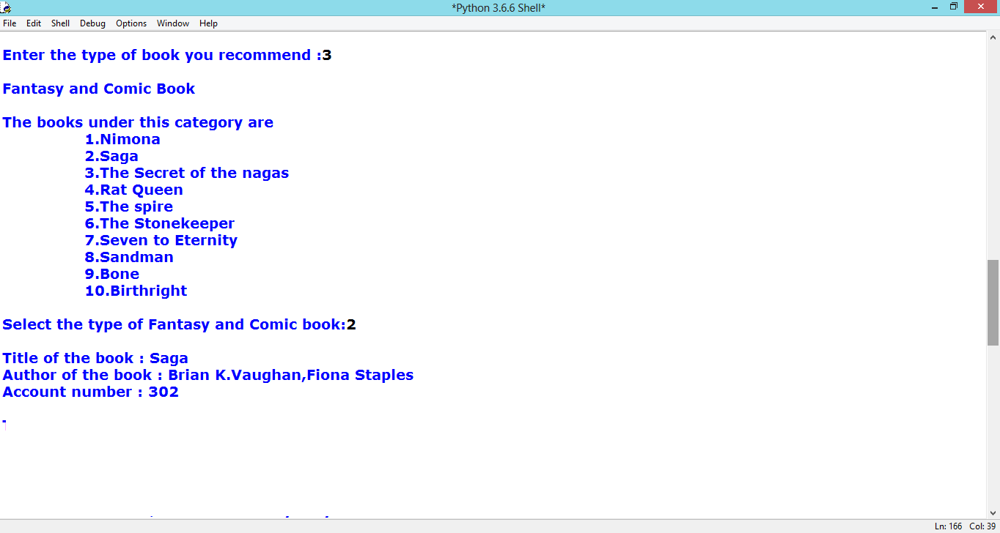 *Python 3.6.6 Shell*
File Edit Shell Debug Options Window Help
Enter the type of book you recommend :3
Fantasy and Comic Book
The books under this category are
1.Nimona
2.Saga
3.The Secret of the nagas
4.Rat Queen
5.The spire
6.The Stonekeeper
7.Seven to Eternity
8.Sandman
9.Bone
10.Birthright
Select the type of Fantasy and Comic book:2
Title of the book : Saga
Author of the book : Brian K.Vaughan,Fiona Staples
Account number : 302
Ln: 166 Col: 39